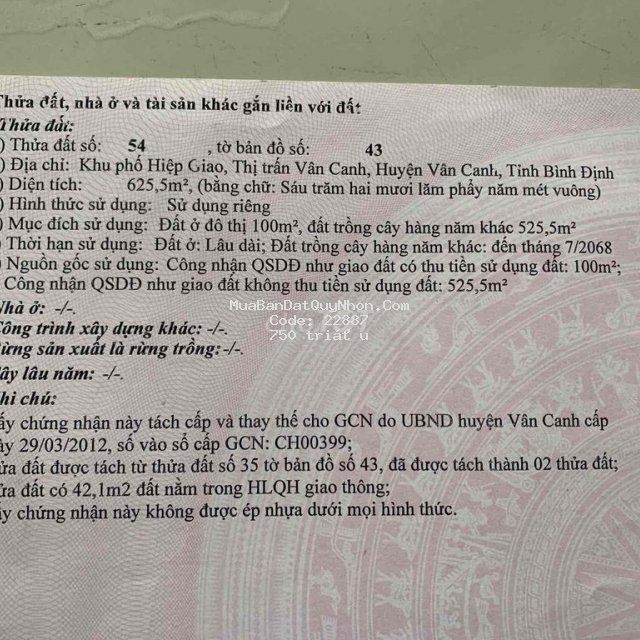 Thửa đất, nhà ở và tài sản khác gắn liền với đất
Thửa đất:
) Thửa đất số: 54 , tờ bản đồ số: 43
) Địa chỉ: Khu phố Hiệp Giao, Thị trấn Vân Canh, Huyện Vân Canh, Tỉnh Bình Định
) Diện tích: 625,5m², (bằng chữ: Sáu trăm hai mươi lăm phẩy năm mét vuông)
) Hình thức sử dụng: Sử dụng riêng
) Mục đích sử dụng: Đất ở đô thị 100m², đất trồng cây hàng năm khác 525,5m²
) Thời hạn sử dụng: Đất ở: Lâu dài; Đất trồng cây hàng năm khác: đến tháng 7/2068
) Nguồn gốc sử dụng: Công nhận QSDĐ như giao đất có thu tiền sử dụng đất: 100m²;
Công nhận QSDĐ như giao đất không thu tiền sử dụng đất: 525,5m²
Nhà ở: -/-.
MuaBanDatQuyNhon.Com
Code: 22887
750 triệu
Công trình xây dựng khác: -/-.
Rừng sản xuất là rừng trồng: -/-.
Cây lâu năm: -/-.
Ghi chú:
ấy chứng nhận này tách cấp và thay thế cho GCN do UBND huyện Vân Canh cấp
ày 29/03/2012, số vào sổ cấp GCN: CH00399;
ửa đất được tách từ thửa đất số 35 tờ bản đồ số 43, đã được tách thành 02 thửa đất;
ửa đất có 42,1m2 đất nằm trong HLQH giao thông;
ấy chứng nhận này không được ép nhựa dưới mọi hình thức.